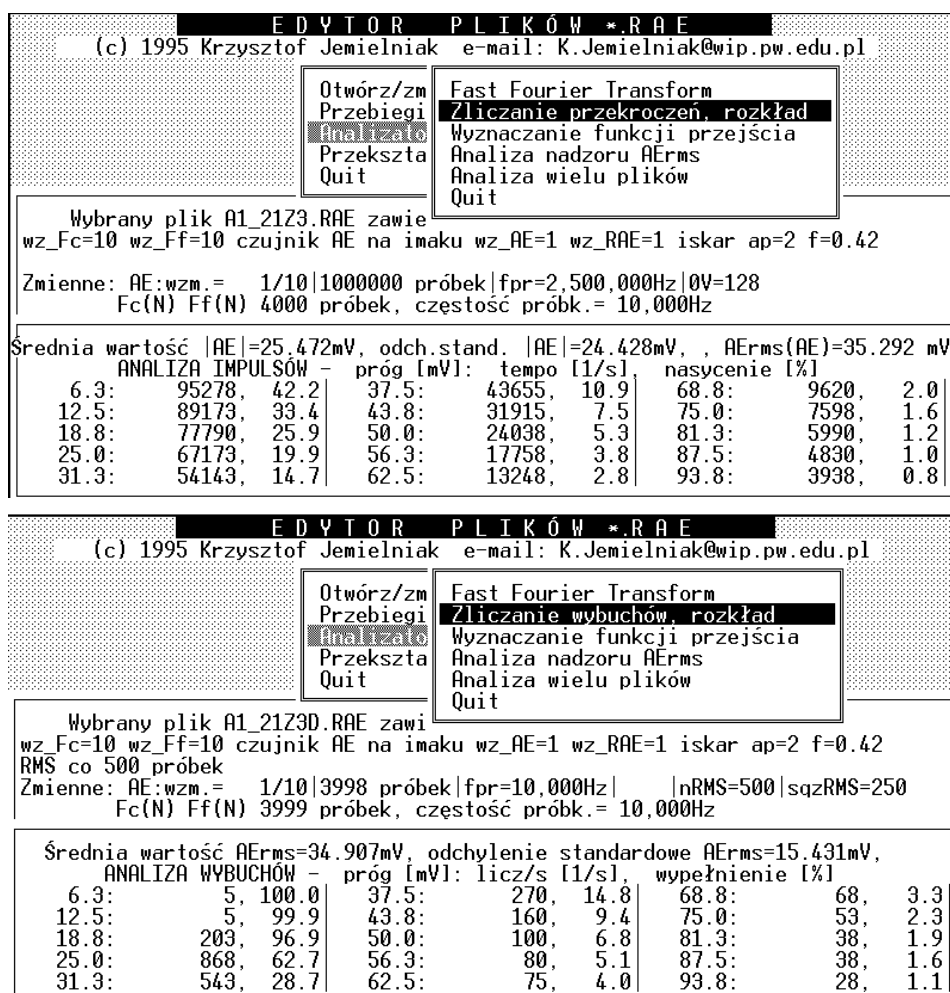 EDYTOR PLIKÓW *.RAE
(c) 1995 Krzysztof Jemielniak e-mail: K.Jemielniak@wip.pw.edu.pl
Otwórz/zm
Przebiegi
Analizato
Przekszta
Quit
Fast Fourier Transform
Zliczanie przekroczeń, rozkład
Wyznaczanie funkcji przejścia
Analiza nadzoru AErms
Analiza wielu plików
Quit
Wybrany plik A1_21Z3.RAE zawie
wz_Fc=10 wz_Ff=10 czujnik AE na imaku wz_AE=1 wz_RAE=1 iskar ap=2 f=0.42
Zmienne: AE:wzm.= 1/10|1000000 próbek|fpr=2,500,000Hz|0V=128
Fc(N) Ff(N) 4000 próbek, częstość próbk.= 10,000Hz
Średnia wartość |AE|=25.472mV, odch.stand. |AE|=24.428mV, , AErms(AE)=35.292 mV
ANALIZA IMPULSÓW - próg [mV]: tempo [1/s], nasycenie [%]
6.3: 95278, 42.2| 37.5: 43655, 10.9| 68.8: 9620, 2.0|
12.5: 89173, 33.4| 43.8: 31915, 7.5| 75.0: 7598, 1.6|
18.8: 77790, 25.9| 50.0: 24038, 5.3| 81.3: 5990, 1.2|
25.0: 67173, 19.9| 56.3: 17758, 3.8| 87.5: 4830, 1.0|
31.3: 54143, 14.7| 62.5: 13248, 2.8| 93.8: 3938, 0.8|
EDYTOR PLIKÓW *.RAE
(c) 1995 Krzysztof Jemielniak e-mail: K.Jemielniak@wip.pw.edu.pl
Otwórz/zm
Przebiegi
Analizato
Przekszta
Quit
Fast Fourier Transform
Zliczanie wybuchów, rozkład
Wyznaczanie funkcji przejścia
Analiza nadzoru AErms
Analiza wielu plików
Quit
Wybrany plik A1_21Z3D.RAE zawi
wz_Fc=10 wz_Ff=10 czujnik AE na imaku wz_AE=1 wz_RAE=1 iskar ap=2 f=0.42
RMS co 500 próbek
Zmienne: AE:wzm.= 1/10|3998 próbek|fpr=10,000Hz| |nRMS=500|sqzRMS=250
Fc(N) Ff(N) 3999 próbek, częstość próbk.= 10,000Hz
Średnia wartość AErms=34.907mV, odchylenie standardowe AErms=15.431mV,
ANALIZA WYBUCHÓW - próg [mV]: licz/s [1/s], wypełnienie [%]
6.3: 5, 100.0| 37.5: 270, 14.8| 68.8: 68, 3.3|
12.5: 5, 99.9| 43.8: 160, 9.4| 75.0: 53, 2.3|
18.8: 203, 96.9| 50.0: 100, 6.8| 81.3: 38, 1.9|
25.0: 868, 62.7| 56.3: 80, 5.1| 87.5: 38, 1.6|
31.3: 543, 28.7| 62.5: 75, 4.0| 93.8: 28, 1.1|